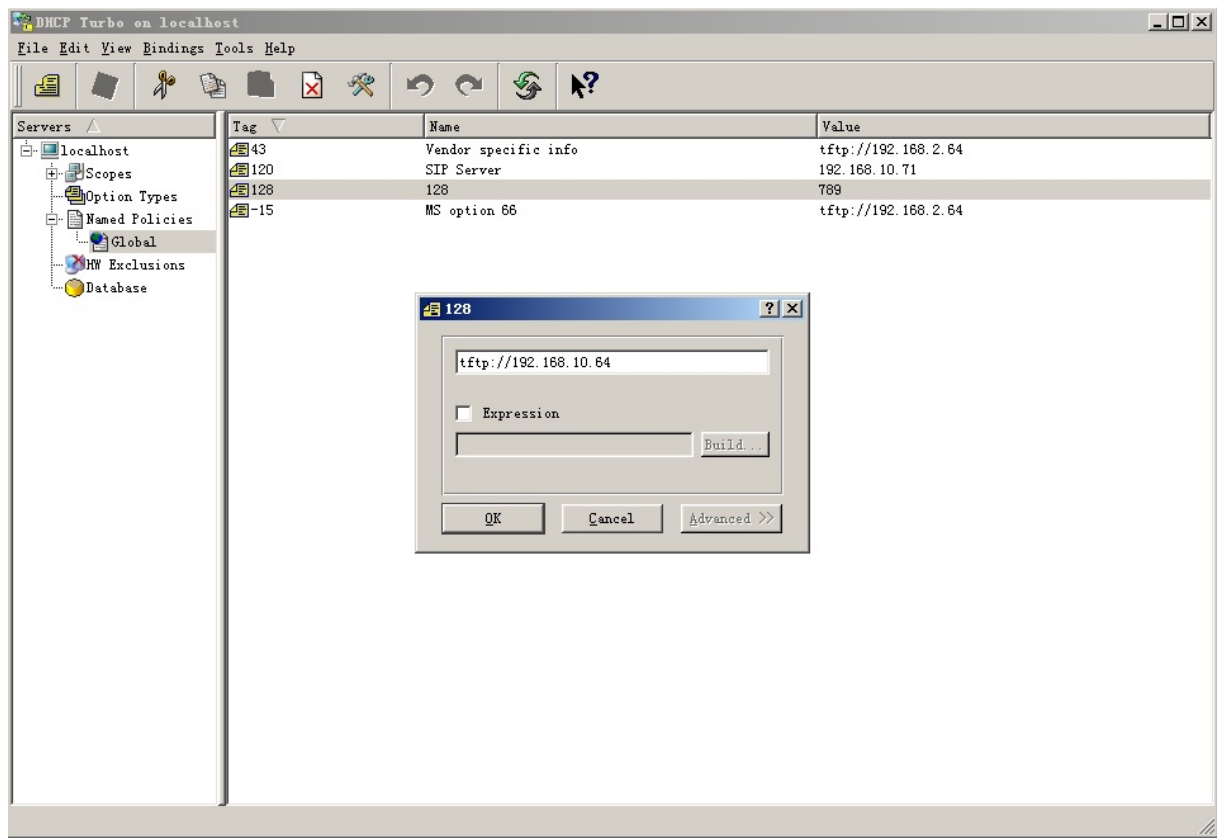 DHCP Turbo on localhost
File Edit View Bindings Tools Help
Servers Tag Name Value
localhost 43 Vendor specific info tftp://192.168.2.64
Scopes 120 SIP Server 192.168.10.71
Option Types 128 128 789
Named Policies -15 MS option 66 tftp://192.168.2.64
Global
HW Exclusions
Database
128
tftp://192.168.10.64
Expression
Build...
OK Cancel Advanced >>